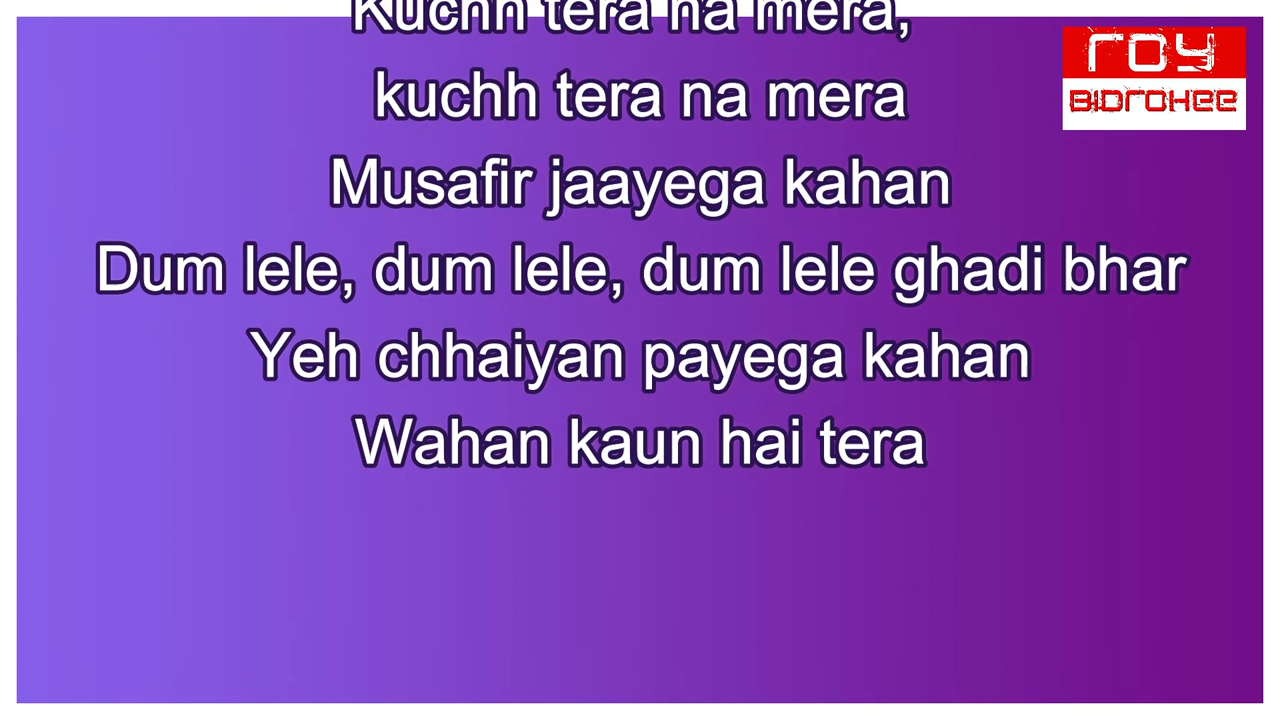 Kuchh tera na mera,
kuchh tera na mera
Musafir jaayega kahan
Dum lele, dum lele, dum lele ghadi bhar
Yeh chhaiyan payega kahan
Wahan kaun hai tera
ROY
BIDROHEE